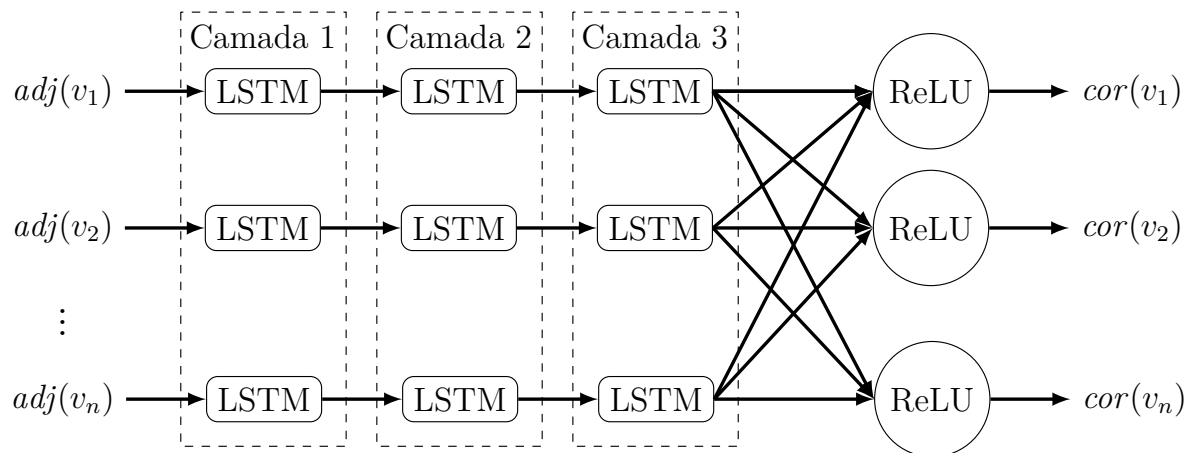 Camada 1 Camada 2 Camada 3
adj(v₁) LSTM LSTM LSTM ReLU cor(v₁)
adj(v₂) LSTM LSTM LSTM ReLU cor(v₂)
⋮
adj(vₙ) LSTM LSTM LSTM ReLU cor(vₙ)